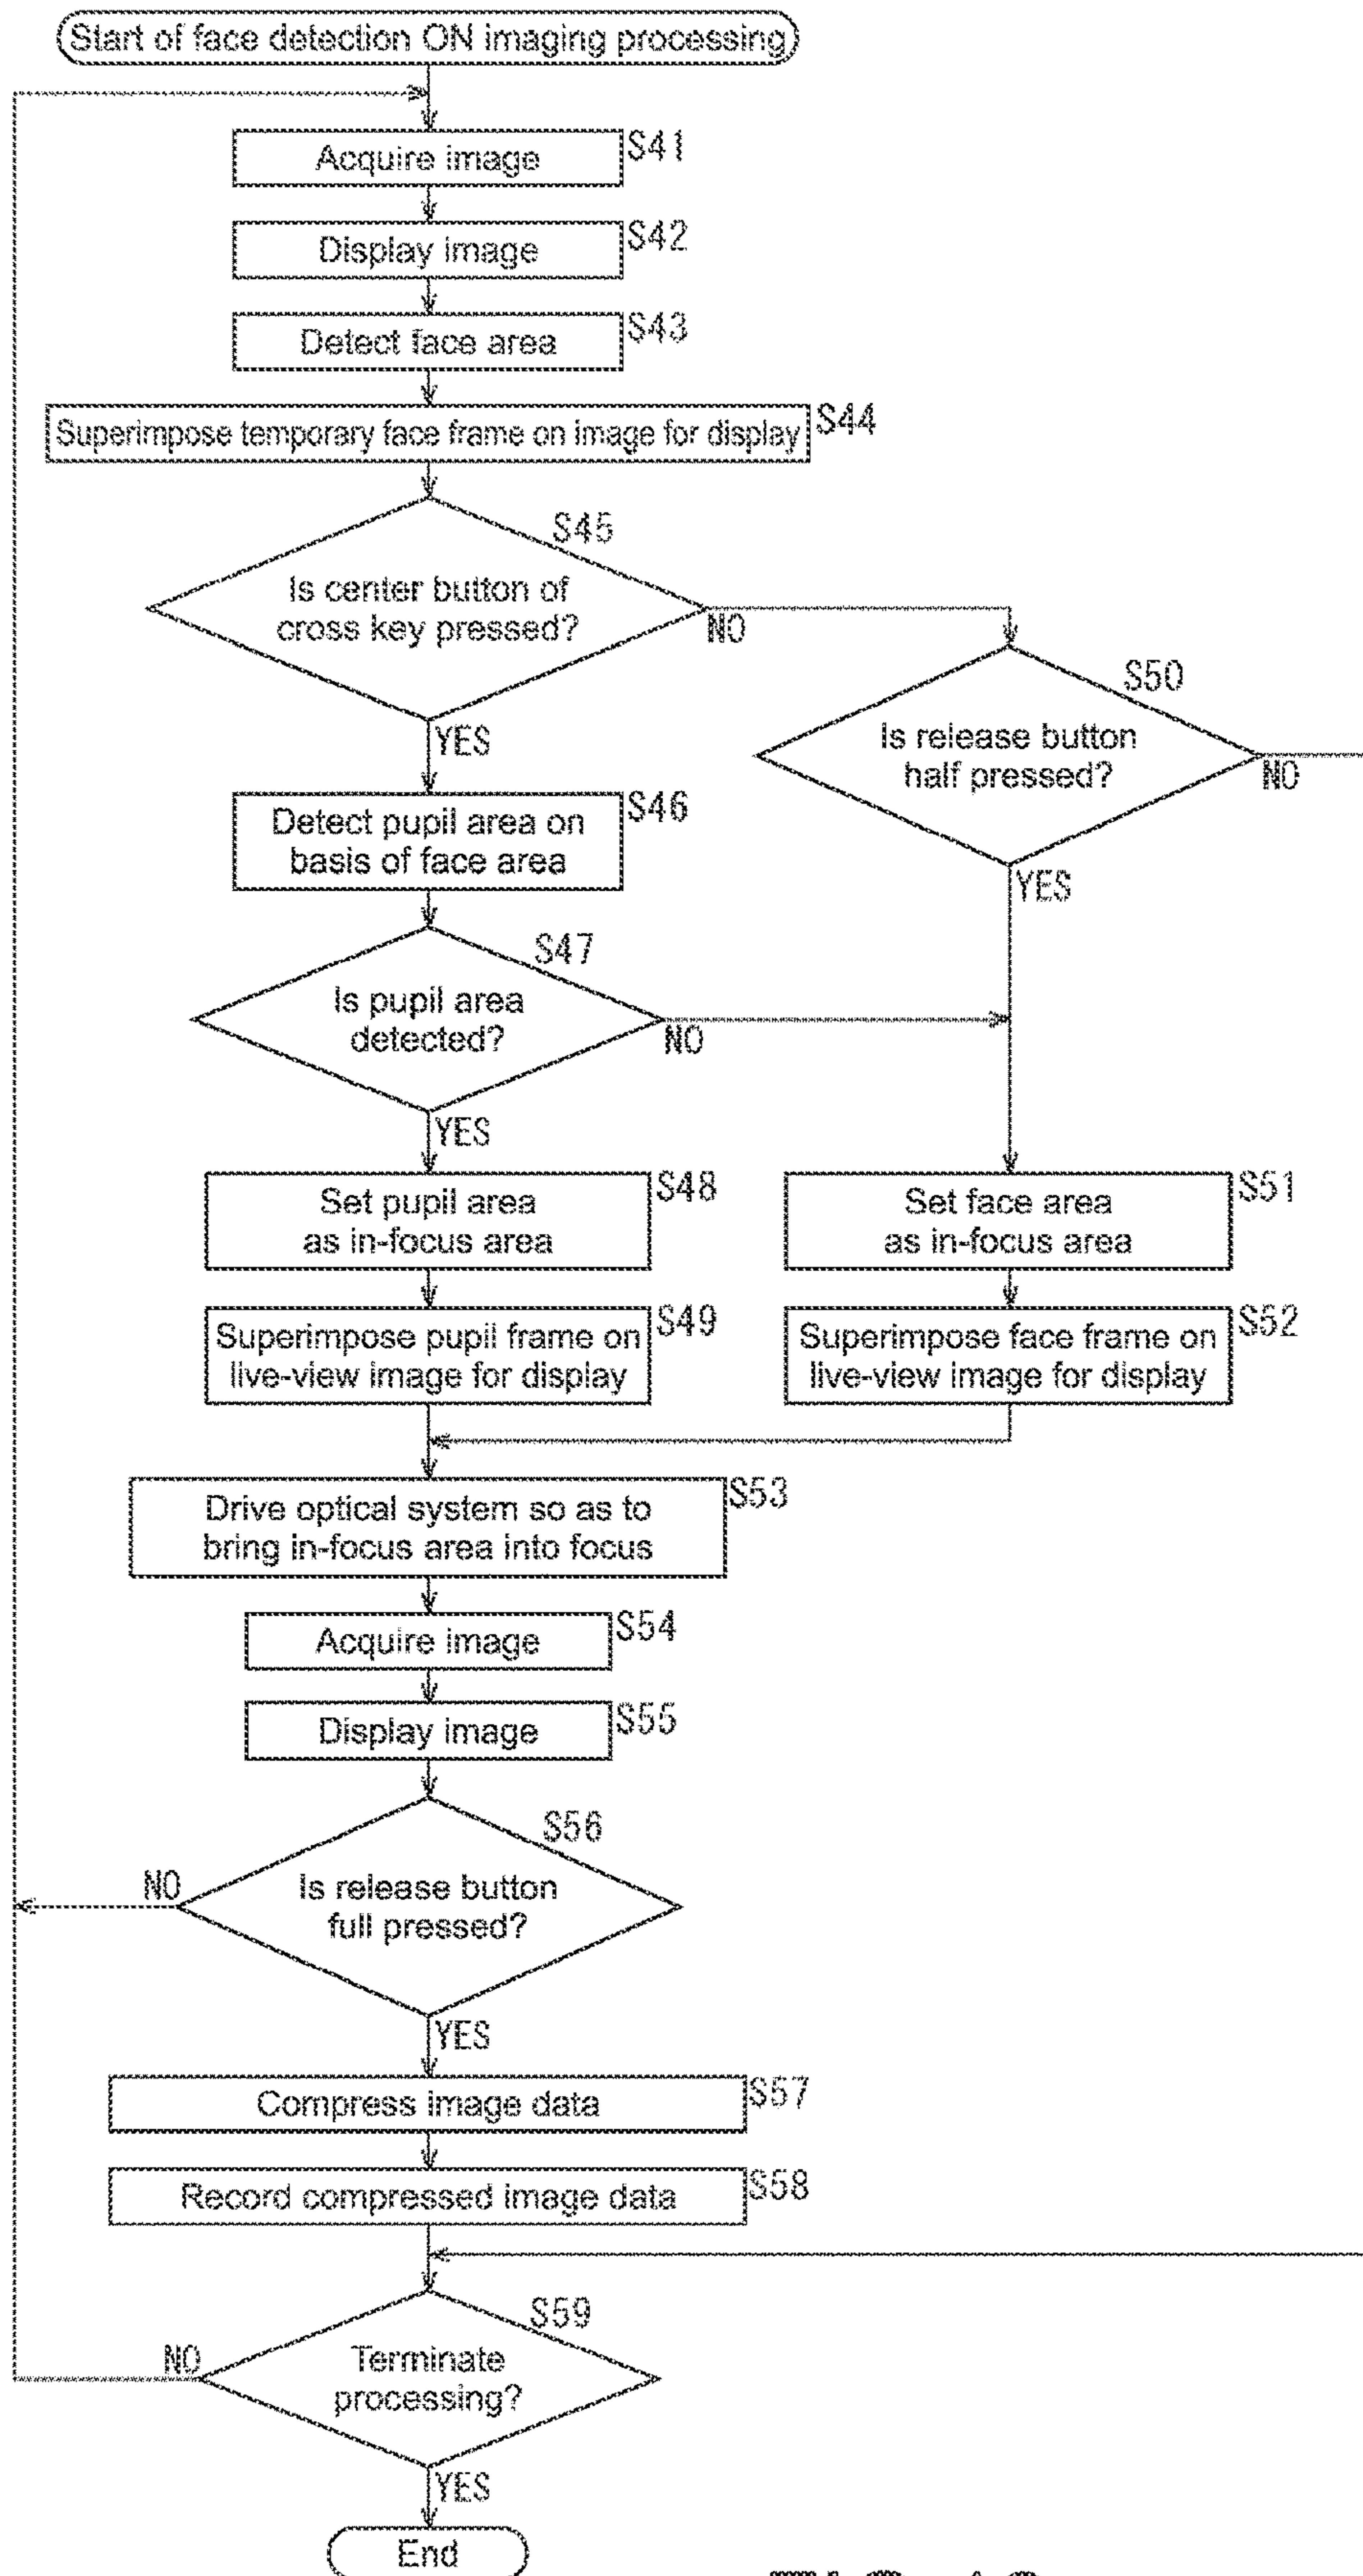 Start of face detection ON imaging processing
Acquire image
S41
Display image
S42
Detect face area
S43
Superimpose temporary face frame on image for display
S44
S45
Is center button of
cross key pressed?
NO
YES
S50
Is release button
half pressed?
NO
YES
Detect pupil area on
basis of face area
S46
S47
Is pupil area
detected?
NO
YES
Set pupil area
as in-focus area
S48
Set face area
as in-focus area
S51
Superimpose pupil frame on
live-view image for display
S49
Superimpose face frame on
live-view image for display
S52
Drive optical system so as to
bring in-focus area into focus
S53
Acquire image
S54
Display image
S55
S56
Is release button
full pressed?
NO
YES
Compress image data
S57
Record compressed image data
S58
S59
Terminate
processing?
NO
YES
End